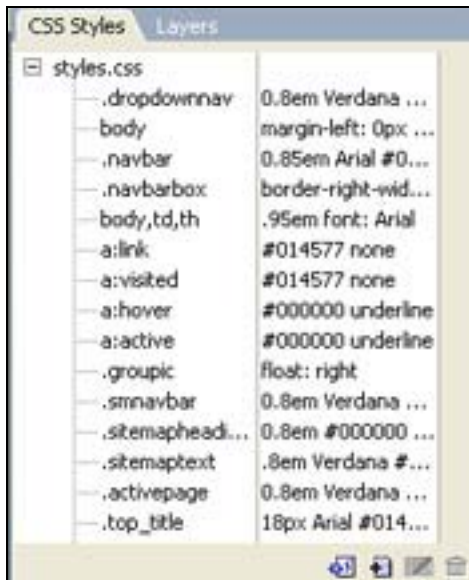 CSS Styles Layers
styles.css
.dropdownnav 0.8em Verdana ...
body margin-left: 0px ...
.navbar 0.85em Arial #0...
.navbarbox border-right-wid...
body,td,th .95em font: Arial
a:link #014577 none
a:visited #014577 none
a:hover #000000 underline
a:active #000000 underline
.groupic float: right
.smnavbar 0.8em Verdana ...
.sitemapheadi... 0.8em #000000 ...
.sitemaptext .8em Verdana #...
.activepage 0.8em Verdana ...
.top_title 18px Arial #014...